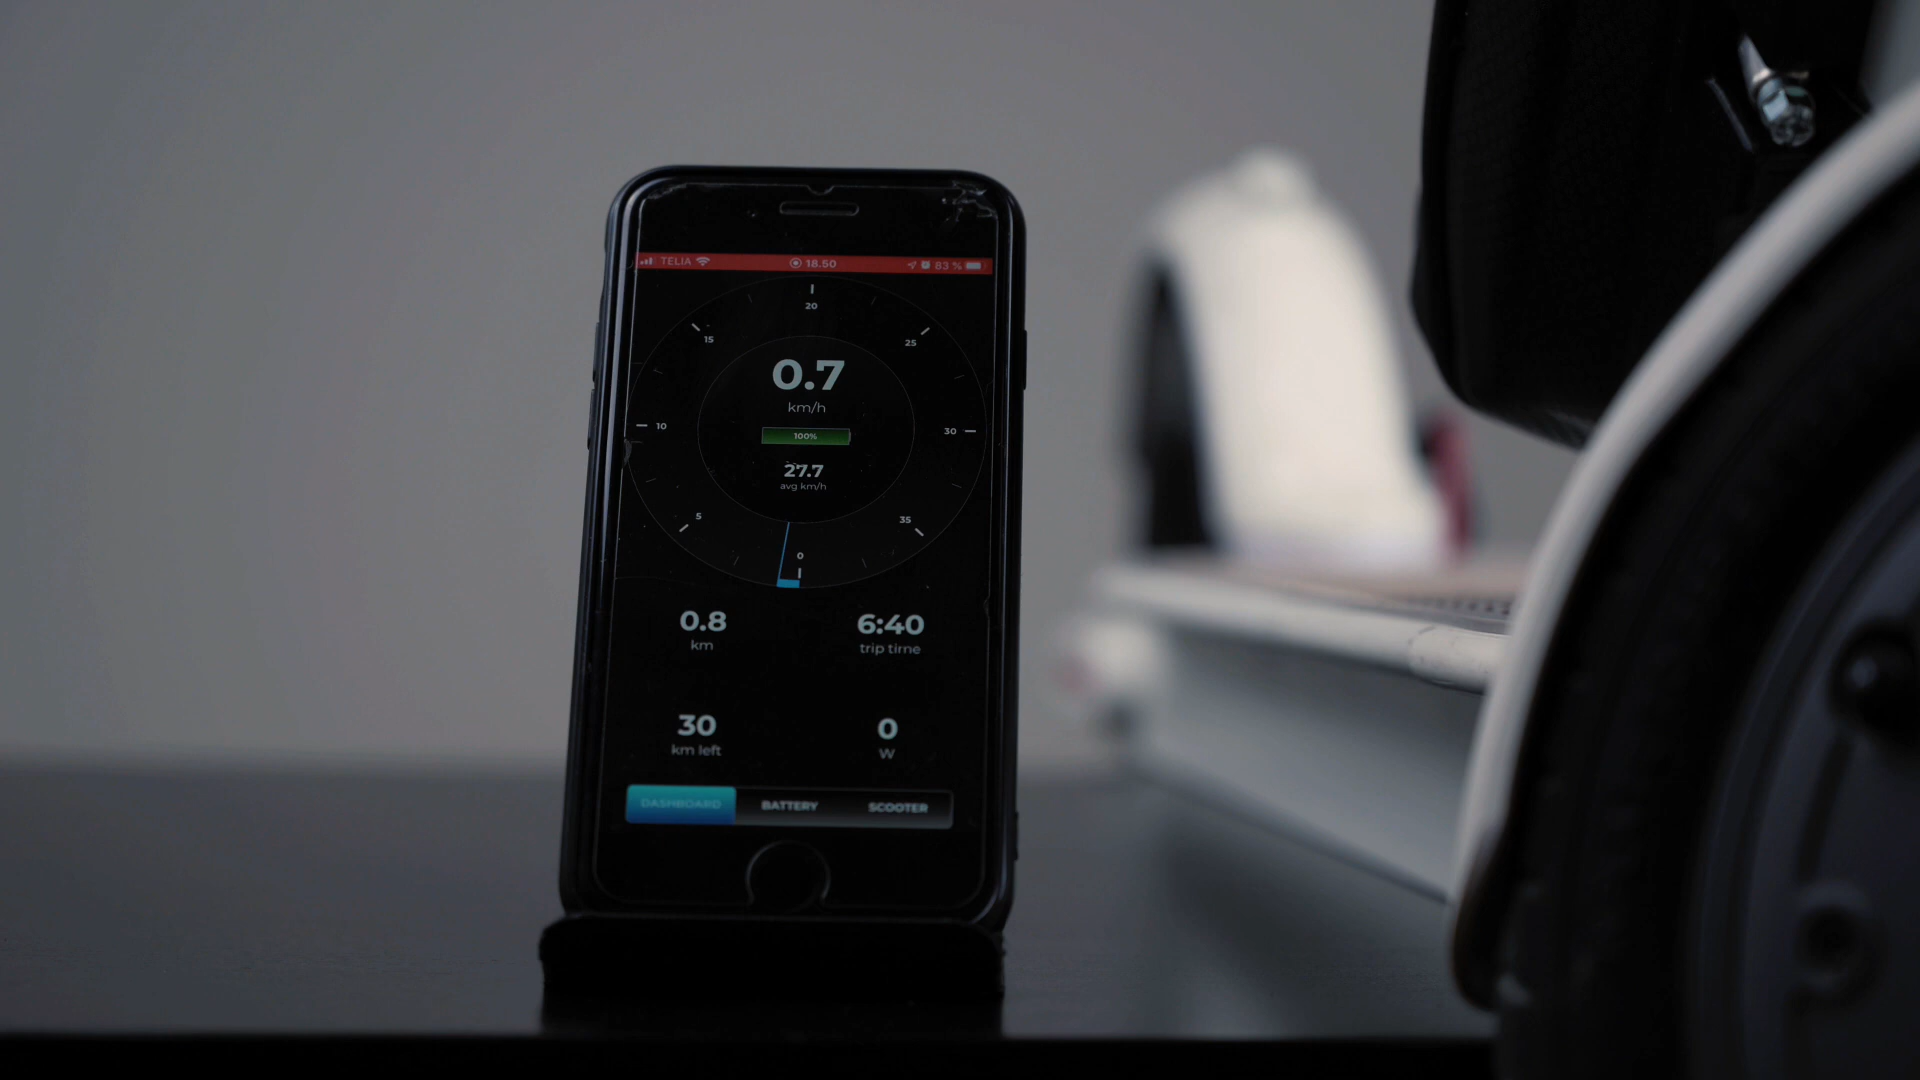 TELIA 18.50 83 %
20
15 25
0.7
km/h
10 30
100%
27.7
avg km/h
5 35
0
0.8 6:40
km trip time
30 0
km left W
DASHBOARD BATTERY SCOOTER